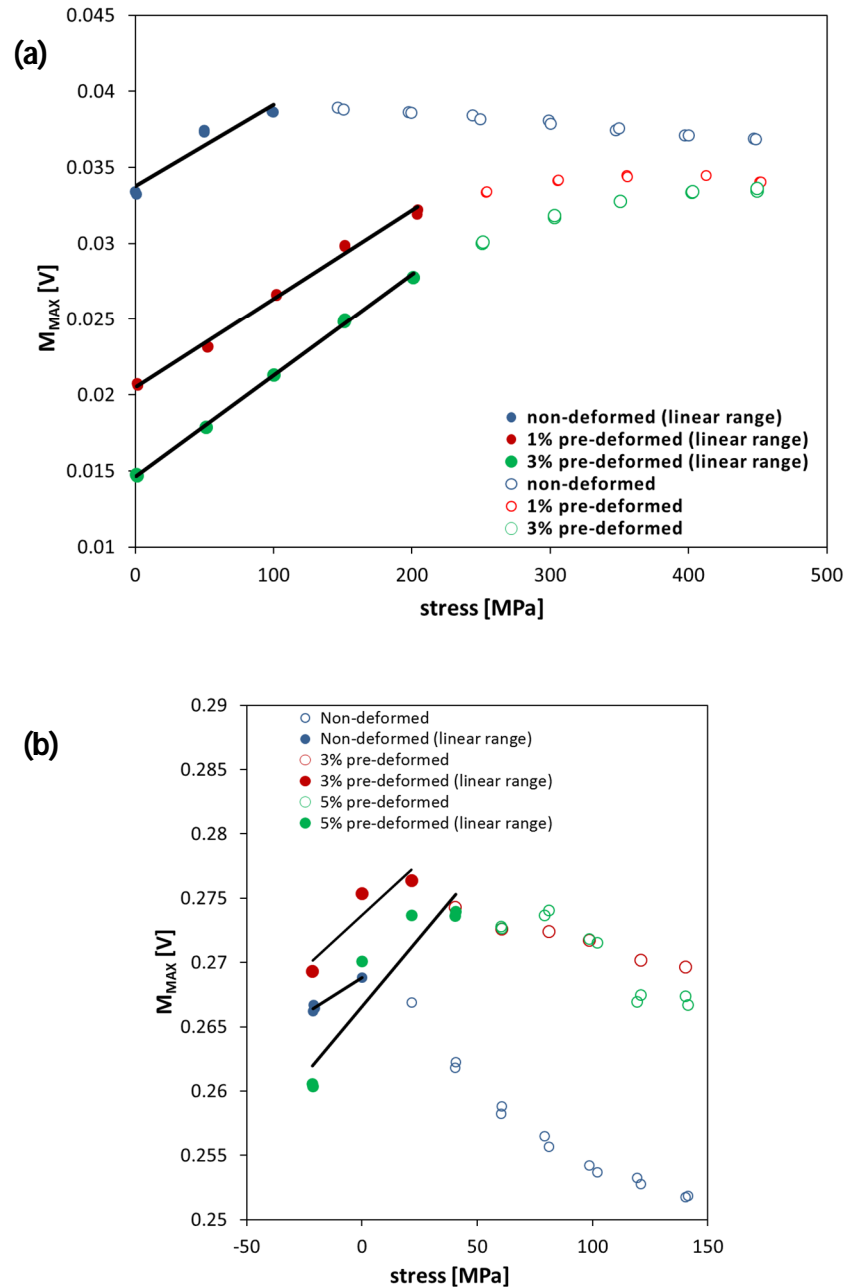 (a)
0.045
0.04
0.035
0.03
0.025
0.02
0.015
0.01
M_MAX [V]
non-deformed (linear range)
1% pre-deformed (linear range)
3% pre-deformed (linear range)
non-deformed
1% pre-deformed
3% pre-deformed
0 100 200 300 400 500
stress [MPa]
(b)
0.29
0.285
0.28
0.275
0.27
0.265
0.26
0.255
0.25
M_MAX [V]
Non-deformed
Non-deformed (linear range)
3% pre-deformed
3% pre-deformed (linear range)
5% pre-deformed
5% pre-deformed (linear range)
-50 0 50 100 150
stress [MPa]